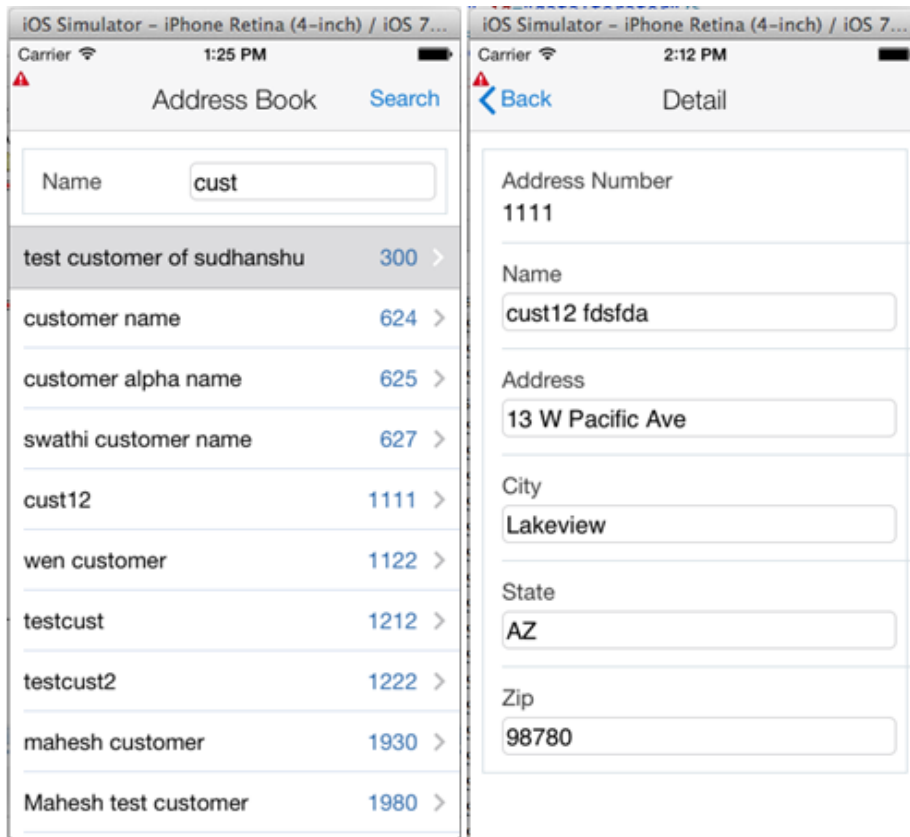 iOS Simulator – iPhone Retina (4-inch) / iOS 7...
Carrier 1:25 PM
Address Book Search
Name cust
test customer of sudhanshu 300
customer name 624
customer alpha name 625
swathi customer name 627
cust12 1111
wen customer 1122
testcust 1212
testcust2 1222
mahesh customer 1930
Mahesh test customer 1980
iOS Simulator – iPhone Retina (4-inch) / iOS 7...
Carrier 2:12 PM
Back Detail
Address Number
1111
Name
cust12 fdsfda
Address
13 W Pacific Ave
City
Lakeview
State
AZ
Zip
98780